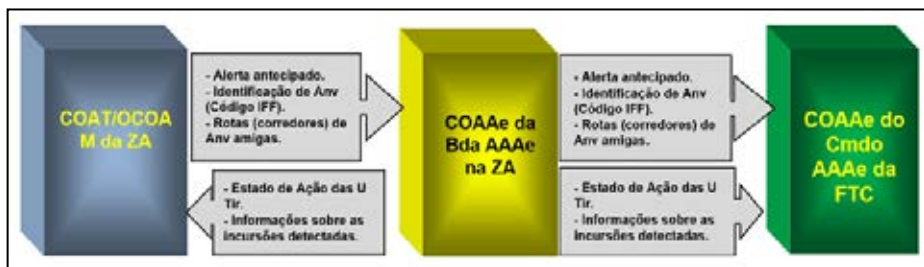 COAT/OCOA
M da ZA
- Alerta antecipado.
- Identificação de Anv
(Código IFF).
- Rotas (corredores) de
Anv amigas.
- Estado de Ação das U
Tir.
- Informações sobre as
incursões detectadas.
COAAe da
Bda AAAe
na ZA
- Alerta antecipado.
- Identificação de Anv
(Código IFF).
- Rotas (corredores) de
Anv amigas.
- Estado de Ação das U
Tir.
- Informações sobre as
incursões detectadas.
COAAe do
Cmdo
AAAe da
FTC